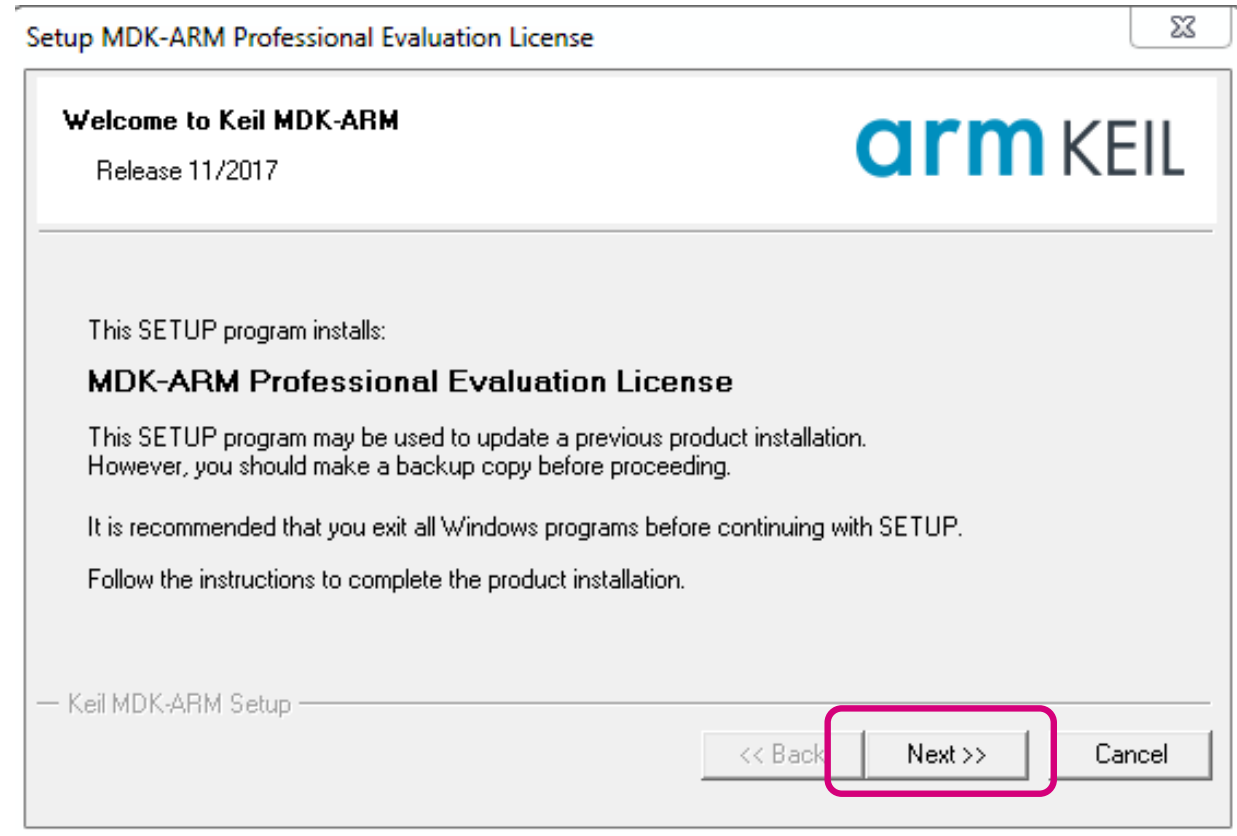 Setup MDK-ARM Professional Evaluation License
Welcome to Keil MDK-ARM
Release 11/2017
arm KEIL
This SETUP program installs:
MDK-ARM Professional Evaluation License
This SETUP program may be used to update a previous product installation.
However, you should make a backup copy before proceeding.
It is recommended that you exit all Windows programs before continuing with SETUP.
Follow the instructions to complete the product installation.
Keil MDK-ARM Setup
<< Back Next >> Cancel